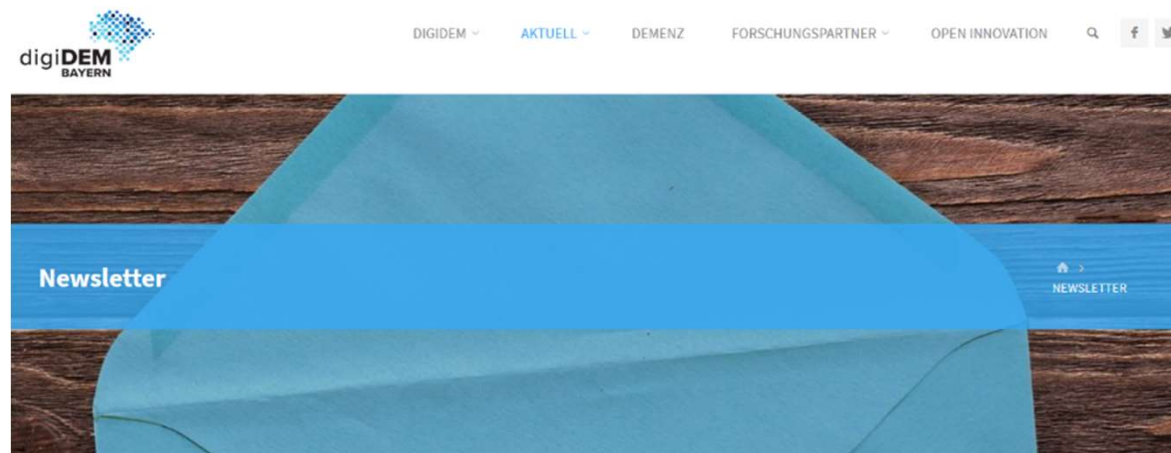 digiDEM
BAYERN
DIGIDEM AKTUELL DEMENZ FORSCHUNGSPARTNER OPEN INNOVATION
Newsletter
NEWSLETTER